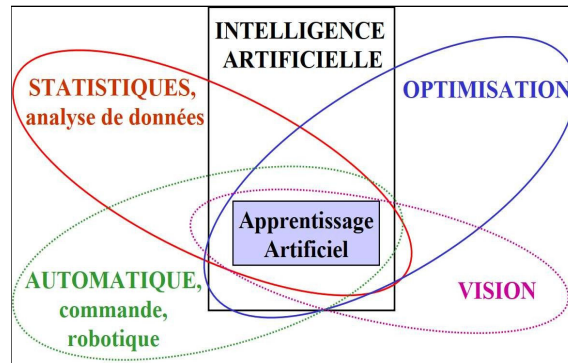 INTELLIGENCE
ARTIFICIELLE
STATISTIQUES,
analyse de données
OPTIMISATION
Apprentissage
Artificiel
AUTOMATIQUE,
commande,
robotique
VISION